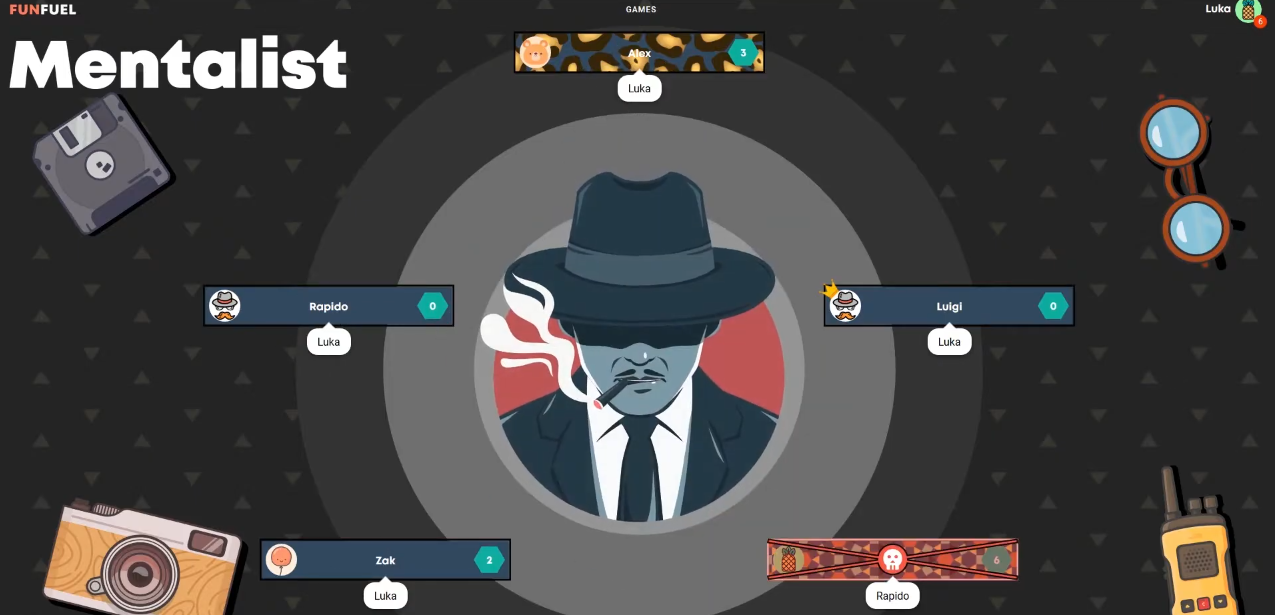 FUNFUEL
GAMES
Luka
6
Mentalist
Alex
3
Luka
Rapido
0
Luka
Luigi
0
Luka
Zak
2
Luka
6
Rapido